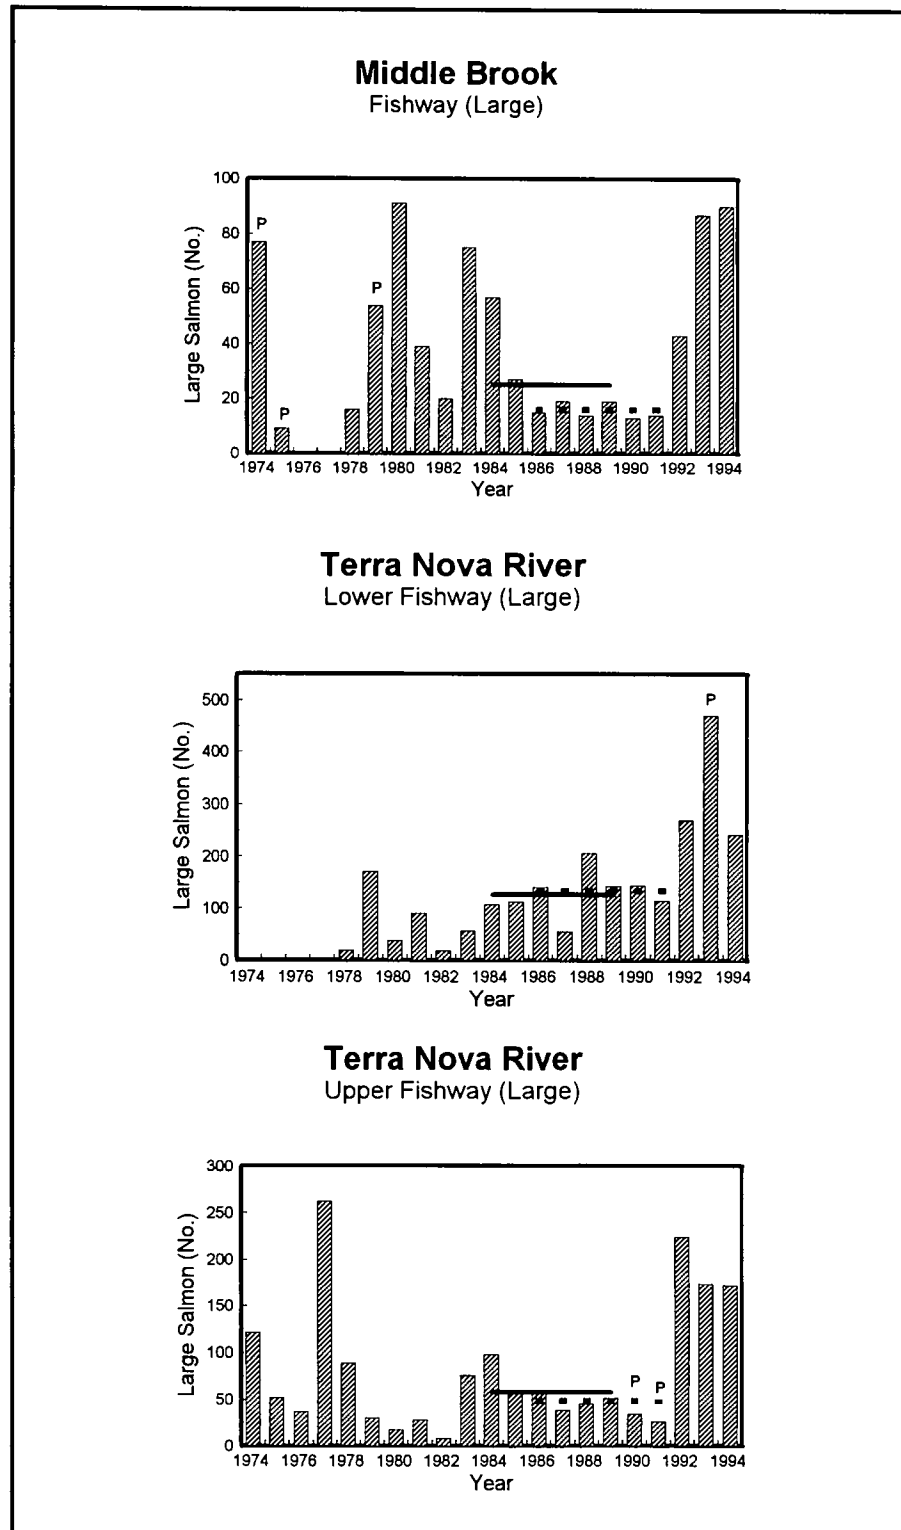 Middle Brook
Fishway (Large)
Large Salmon (No.)
100
80
60
40
20
0
P
P
P
1974 1976 1978 1980 1982 1984 1986 1988 1990 1992 1994
Year
Terra Nova River
Lower Fishway (Large)
Large Salmon (No.)
500
400
300
200
100
0
P
1974 1976 1978 1980 1982 1984 1986 1988 1990 1992 1994
Year
Terra Nova River
Upper Fishway (Large)
Large Salmon (No.)
300
250
200
150
100
50
0
P P
1974 1976 1978 1980 1982 1984 1986 1988 1990 1992 1994
Year